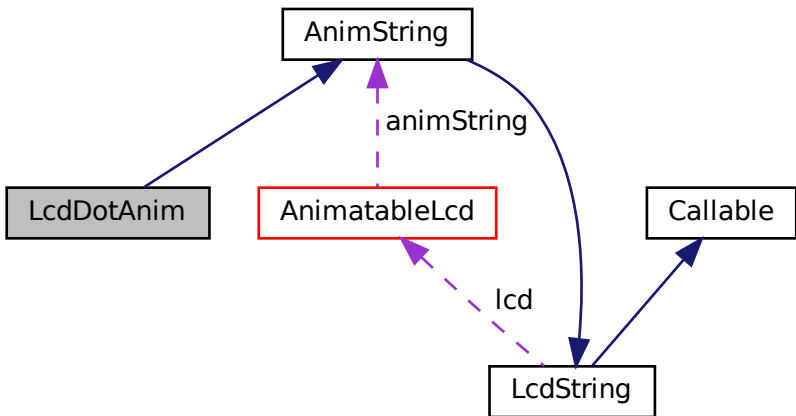 AnimString
animString
LcdDotAnim
AnimatableLcd
Callable
lcd
LcdString